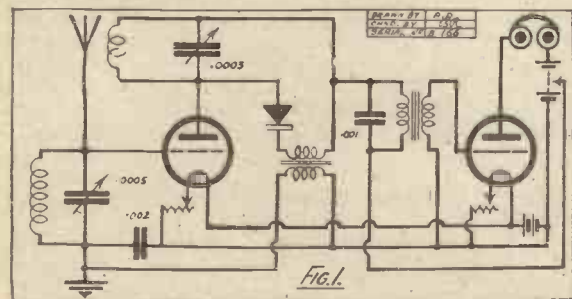 DRAWN BY P.D.
CHKD. BY
SERIAL Nº B 166
.0003
.0005
.002
.001
FIG.1.